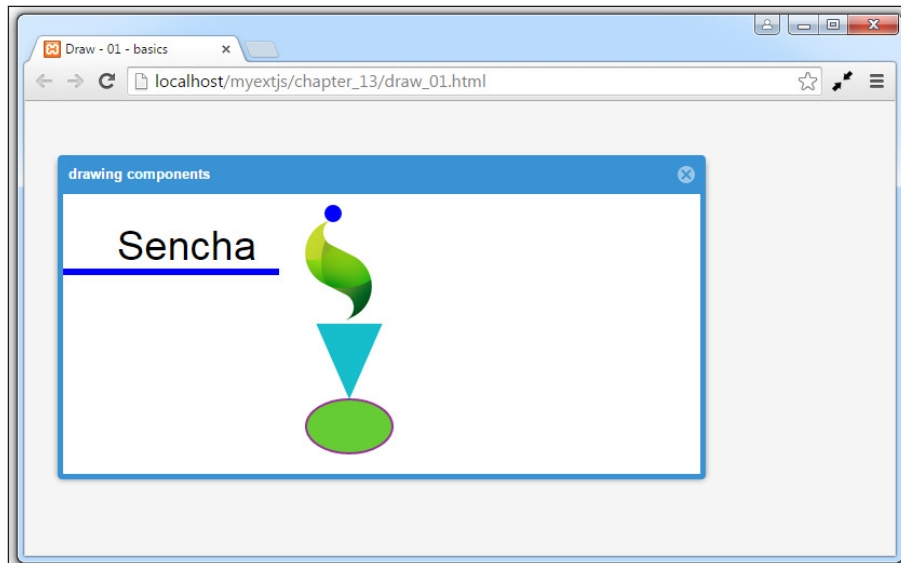 Draw - 01 - basics
localhost/myextjs/chapter_13/draw_01.html
drawing components
Sencha